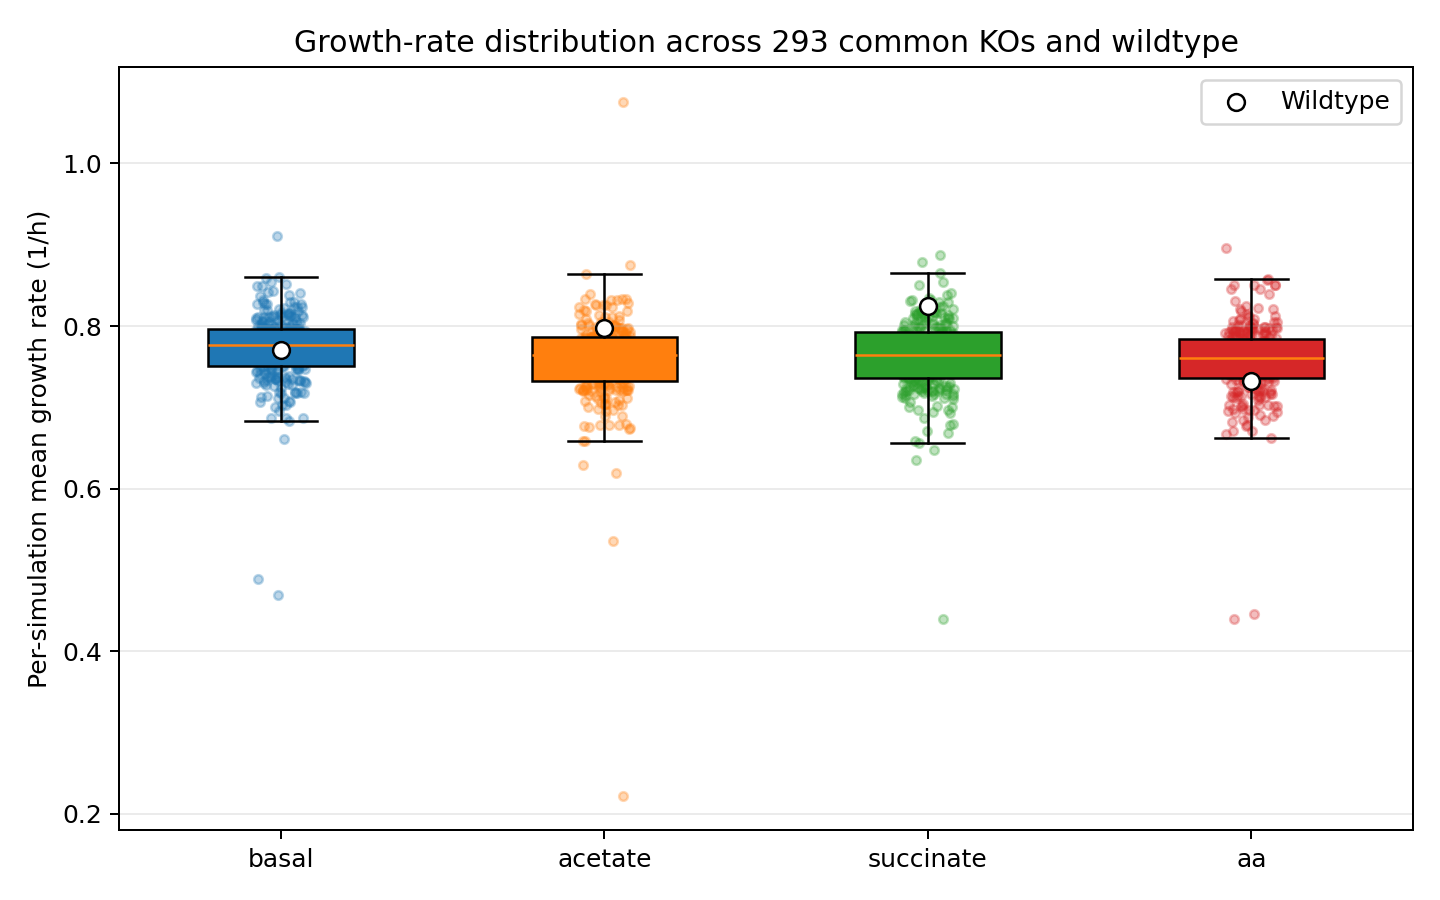 Growth-rate distribution across 293 common KOs and wildtype
Wildtype
Per-simulation mean growth rate (1/h)
1.0
0.8
0.6
0.4
0.2
basal
acetate
succinate
aa